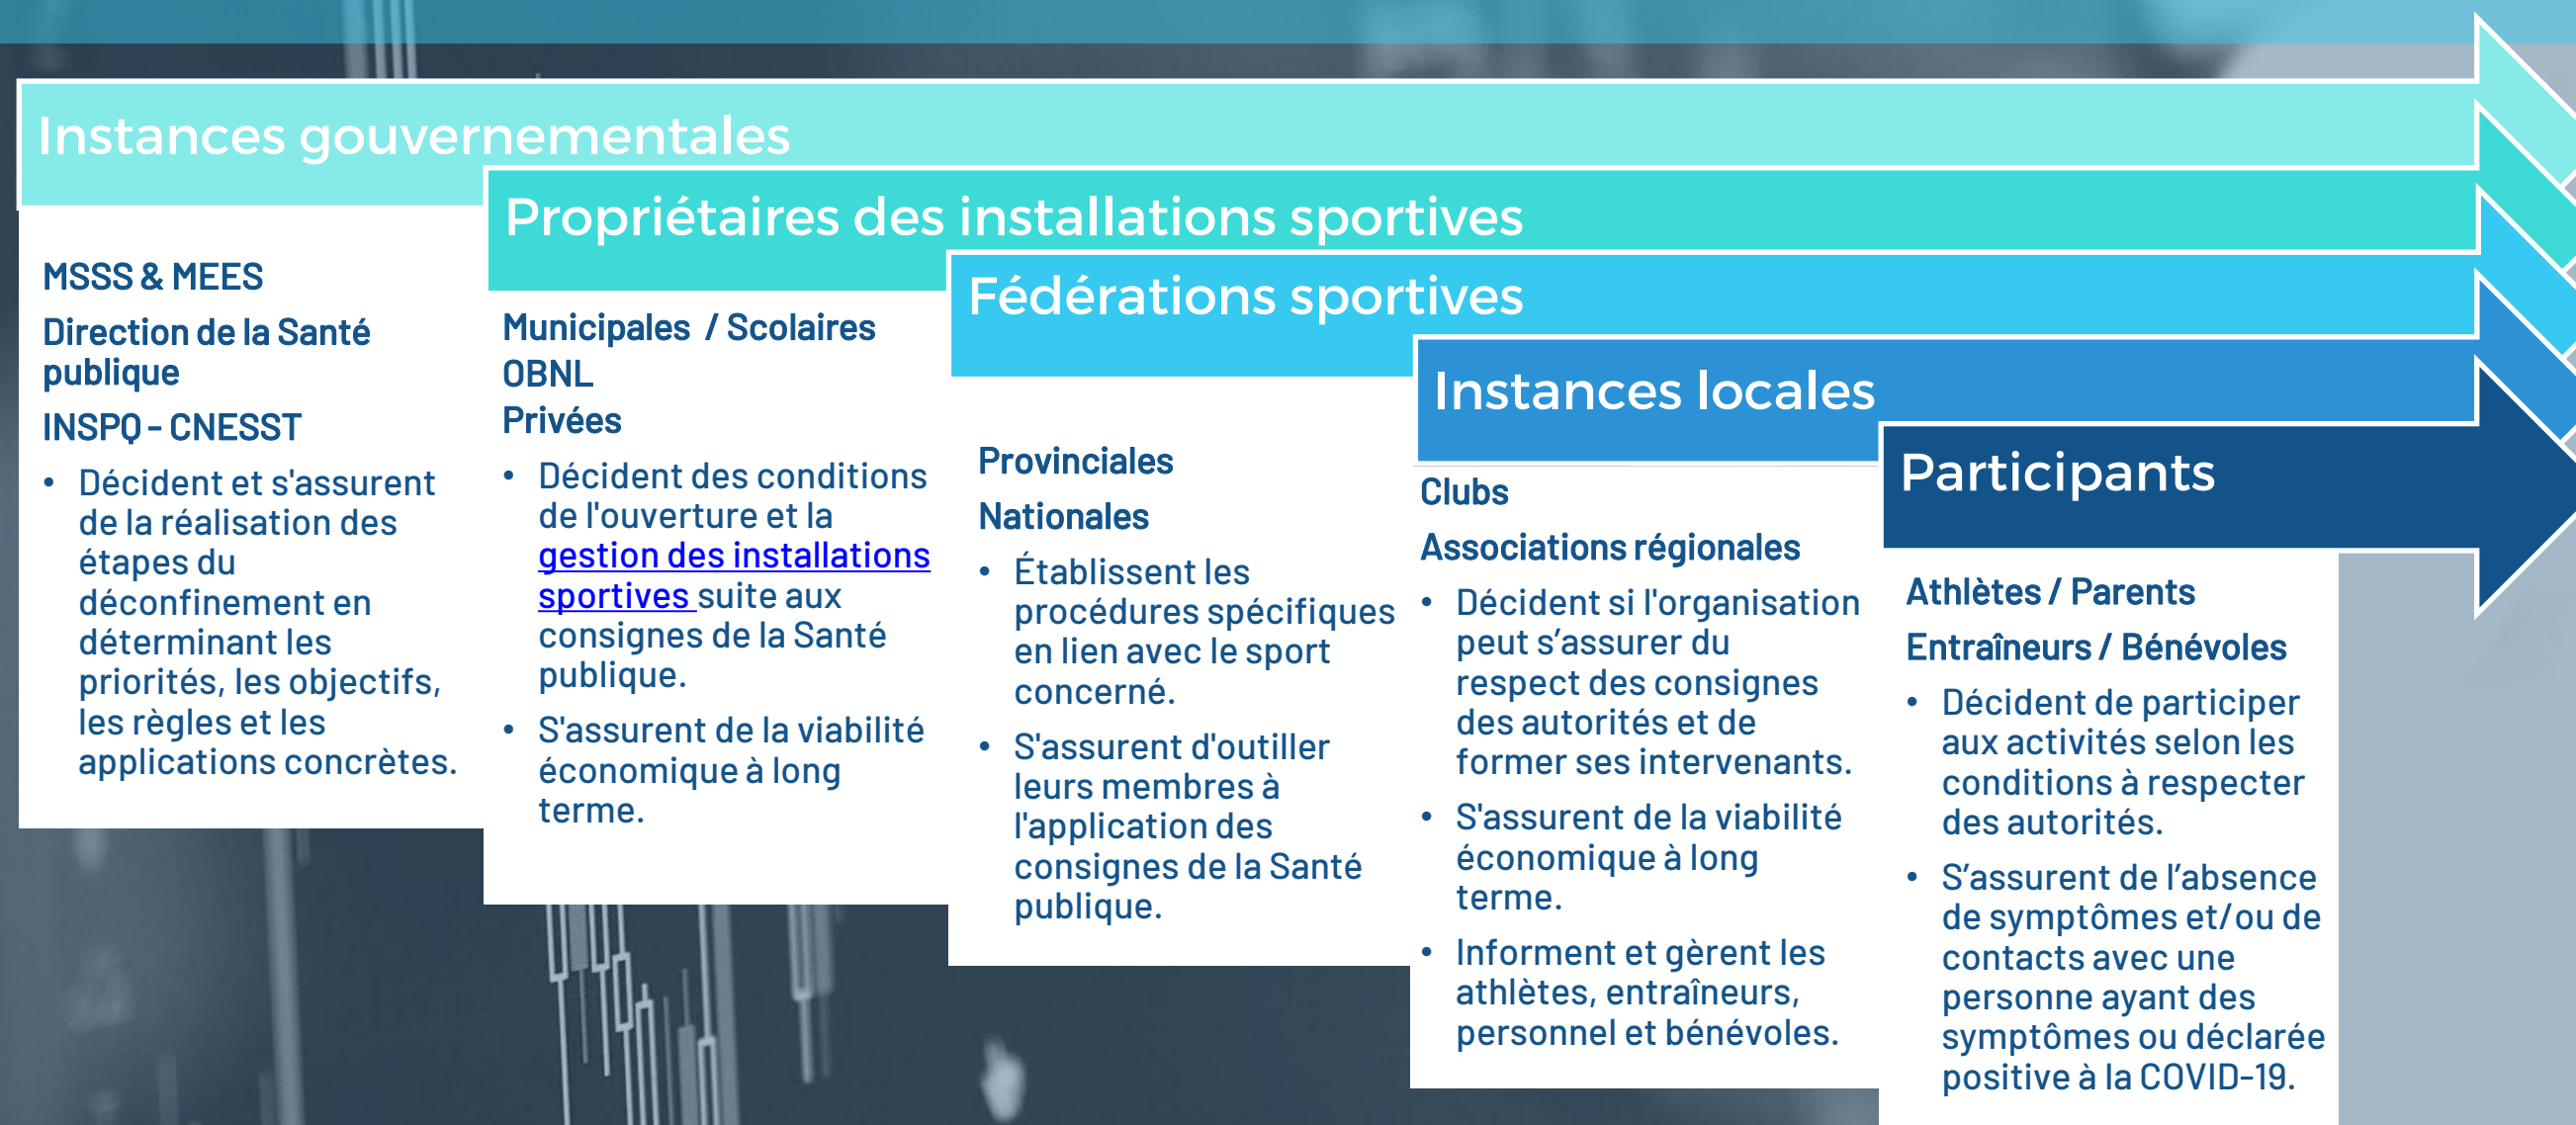 Instances gouvernementales
MSSS & MEES
Direction de la Santé
publique
INSPQ - CNESST
• Décident et s'assurent
de la réalisation des
étapes du
déconfinement en
déterminant les
priorités, les objectifs,
les règles et les
applications concrètes.
Propriétaires des installations sportives
Municipales / Scolaires
OBNL
Privées
• Décident des conditions
de l'ouverture et la
gestion des installations
sportives suite aux
consignes de la Santé
publique.
• S'assurent de la viabilité
économique à long
terme.
Fédérations sportives
Provinciales
Nationales
• Établissent les
procédures spécifiques
en lien avec le sport
concerné.
• S'assurent d'outiller
leurs membres à
l'application des
consignes de la Santé
publique.
Instances locales
Clubs
Associations régionales
• Décident si l'organisation
peut s’assurer du
respect des consignes
des autorités et de
former ses intervenants.
• S'assurent de la viabilité
économique à long
terme.
• Informent et gèrent les
athlètes, entraîneurs,
personnel et bénévoles.
Participants
Athlètes / Parents
Entraîneurs / Bénévoles
• Décident de participer
aux activités selon les
conditions à respecter
des autorités.
• S’assurent de l’absence
de symptômes et/ou de
contacts avec une
personne ayant des
symptômes ou déclarée
positive à la COVID-19.